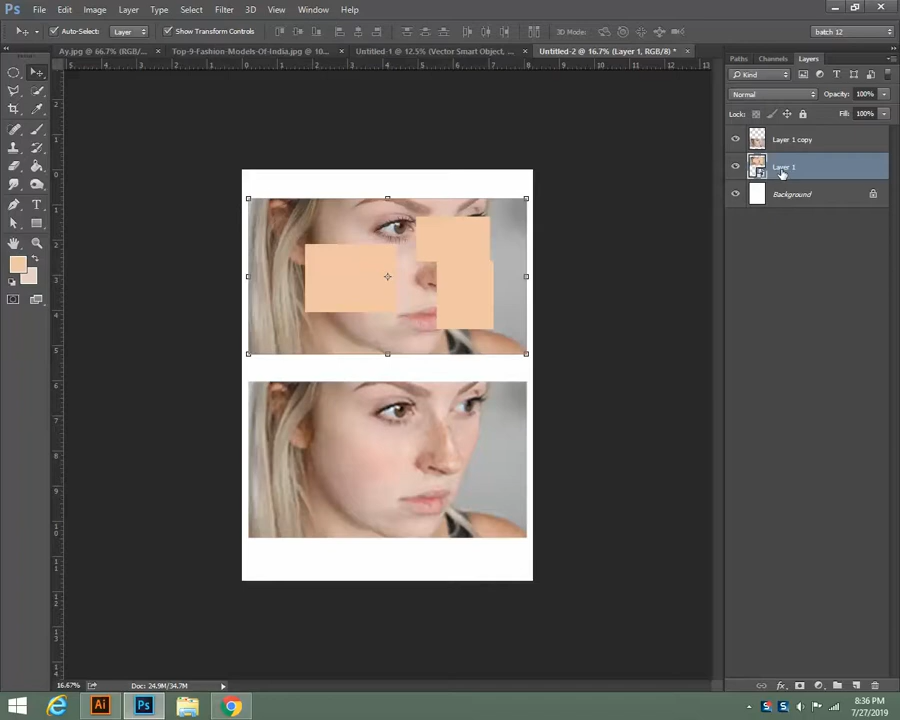 Ps File Edit Image Layer Type Select Filter 3D View Window Help
Auto-Select: Layer Show Transform Controls 3D Mode: batch 12
Ay.jpg @ 66.7% (RGB/... × Top-9-Fashion-Models-Of-India.jpg @ 10... × Untitled-1 @ 12.5% (Vector Smart Object, ... × Untitled-2 @ 16.7% (Layer 1, RGB/8) * ×
Paths Channels Layers
Kind
Normal Opacity: 100%
Lock: Fill: 100%
Layer 1 copy
Layer 1
Background
16.67% Doc: 24.9M/34.7M
fx
Ai Ps
8:36 PM
7/27/2019